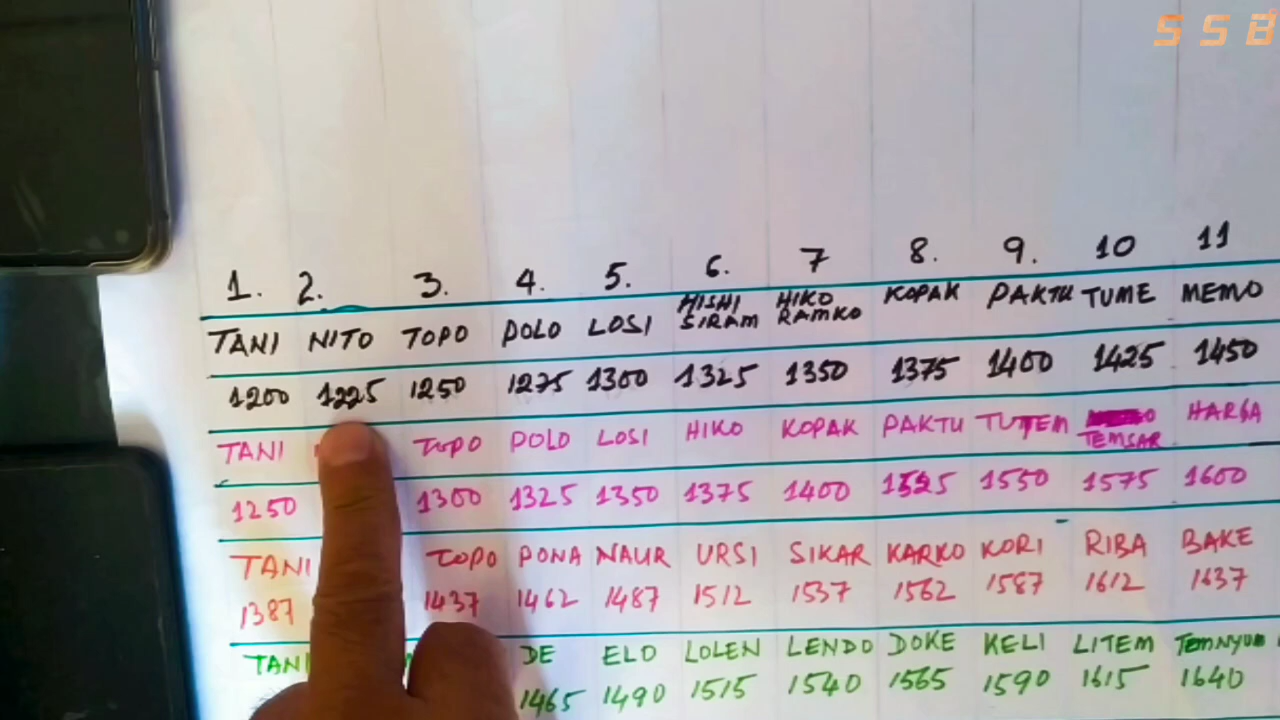 SSB
1. 2. 3. 4. 5. 6. 7 8. 9. 10 11
TANI NITO TOPO POLO LOSI HISHI SIRAM HIKO RAMKO KOPAK PAKTU TUME MEMO
1200 1225 1250 1275 1300 1325 1350 1375 1400 1425 1450
TANI TOPO POLO LOSI HIKO KOPAK PAKTU TUTEM TEMSAR HARBA
1250 1300 1325 1350 1375 1400 1525 1550 1575 1600
TANI TOPO PONA NAUR URSI SIKAR KARKO KORI RIBA BAKE
1387 1437 1462 1487 1512 1537 1562 1587 1612 1637
TANI DE ELO LOLEN LENDO DOKE KELI LITEM TEMNYUM
1465 1490 1515 1540 1565 1590 1615 1640